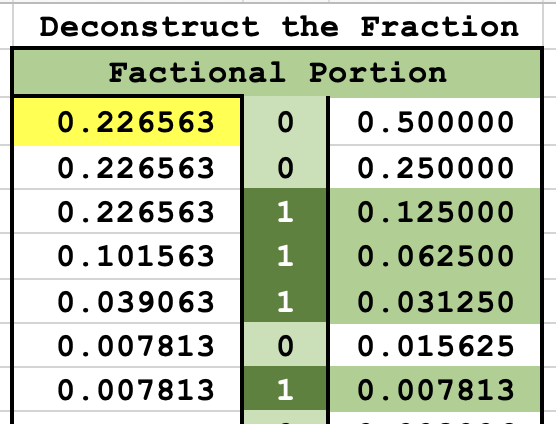 Deconstruct the Fraction
Factional Portion
0.226563 0 0.500000
0.226563 0 0.250000
0.226563 1 0.125000
0.101563 1 0.062500
0.039063 1 0.031250
0.007813 0 0.015625
0.007813 1 0.007813